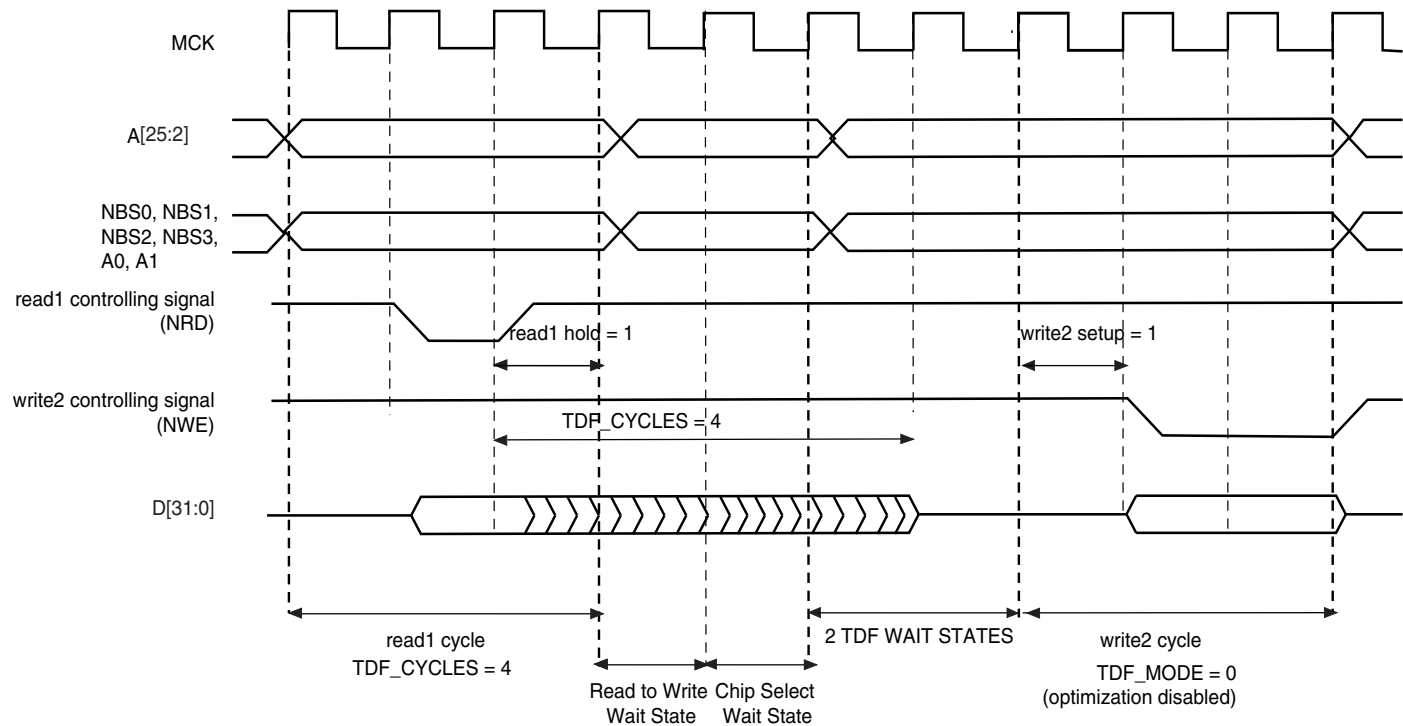 MCK
A[25:2]
NBS0, NBS1,
NBS2, NBS3,
A0, A1
read1 controlling signal
(NRD)
read1 hold = 1
write2 setup = 1
write2 controlling signal
(NWE)
TDF_CYCLES = 4
D[31:0]
read1 cycle
TDF_CYCLES = 4
2 TDF WAIT STATES
write2 cycle
TDF_MODE = 0
(optimization disabled)
Read to Write
Wait State
Chip Select
Wait State